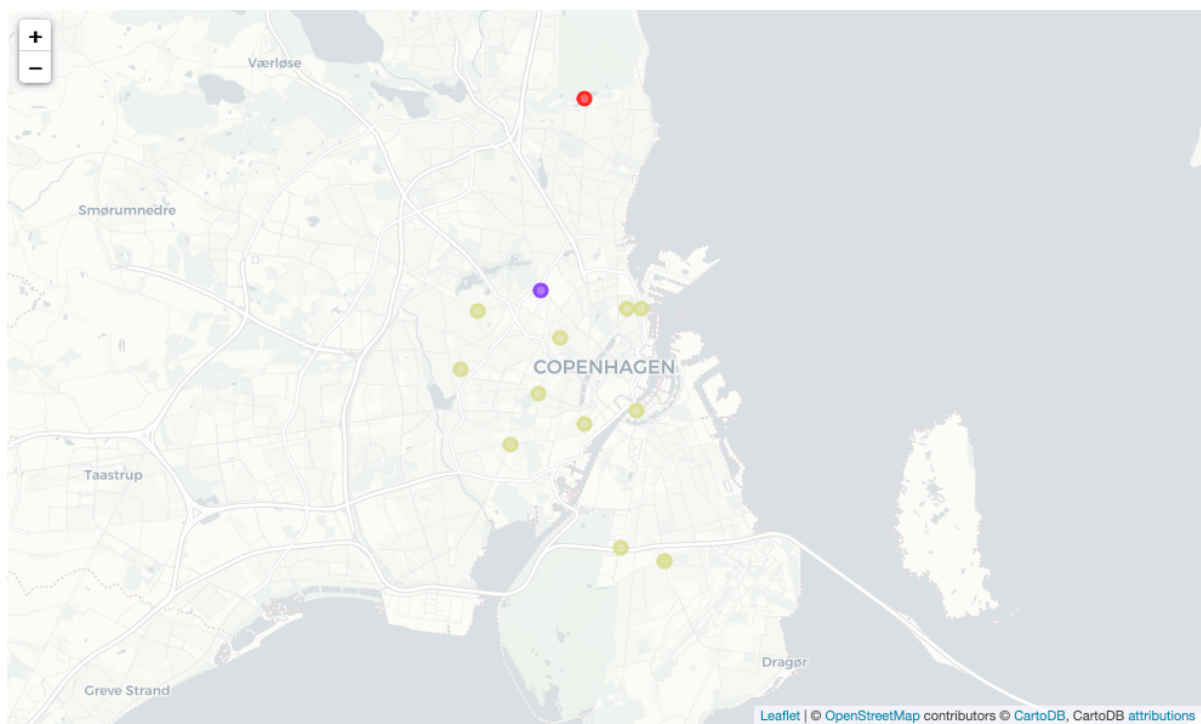 +
−
Værløse
Smørumnedre
COPENHAGEN
Taastrup
Dragør
Greve Strand
Leaflet | © OpenStreetMap contributors © CartoDB, CartoDB attributions